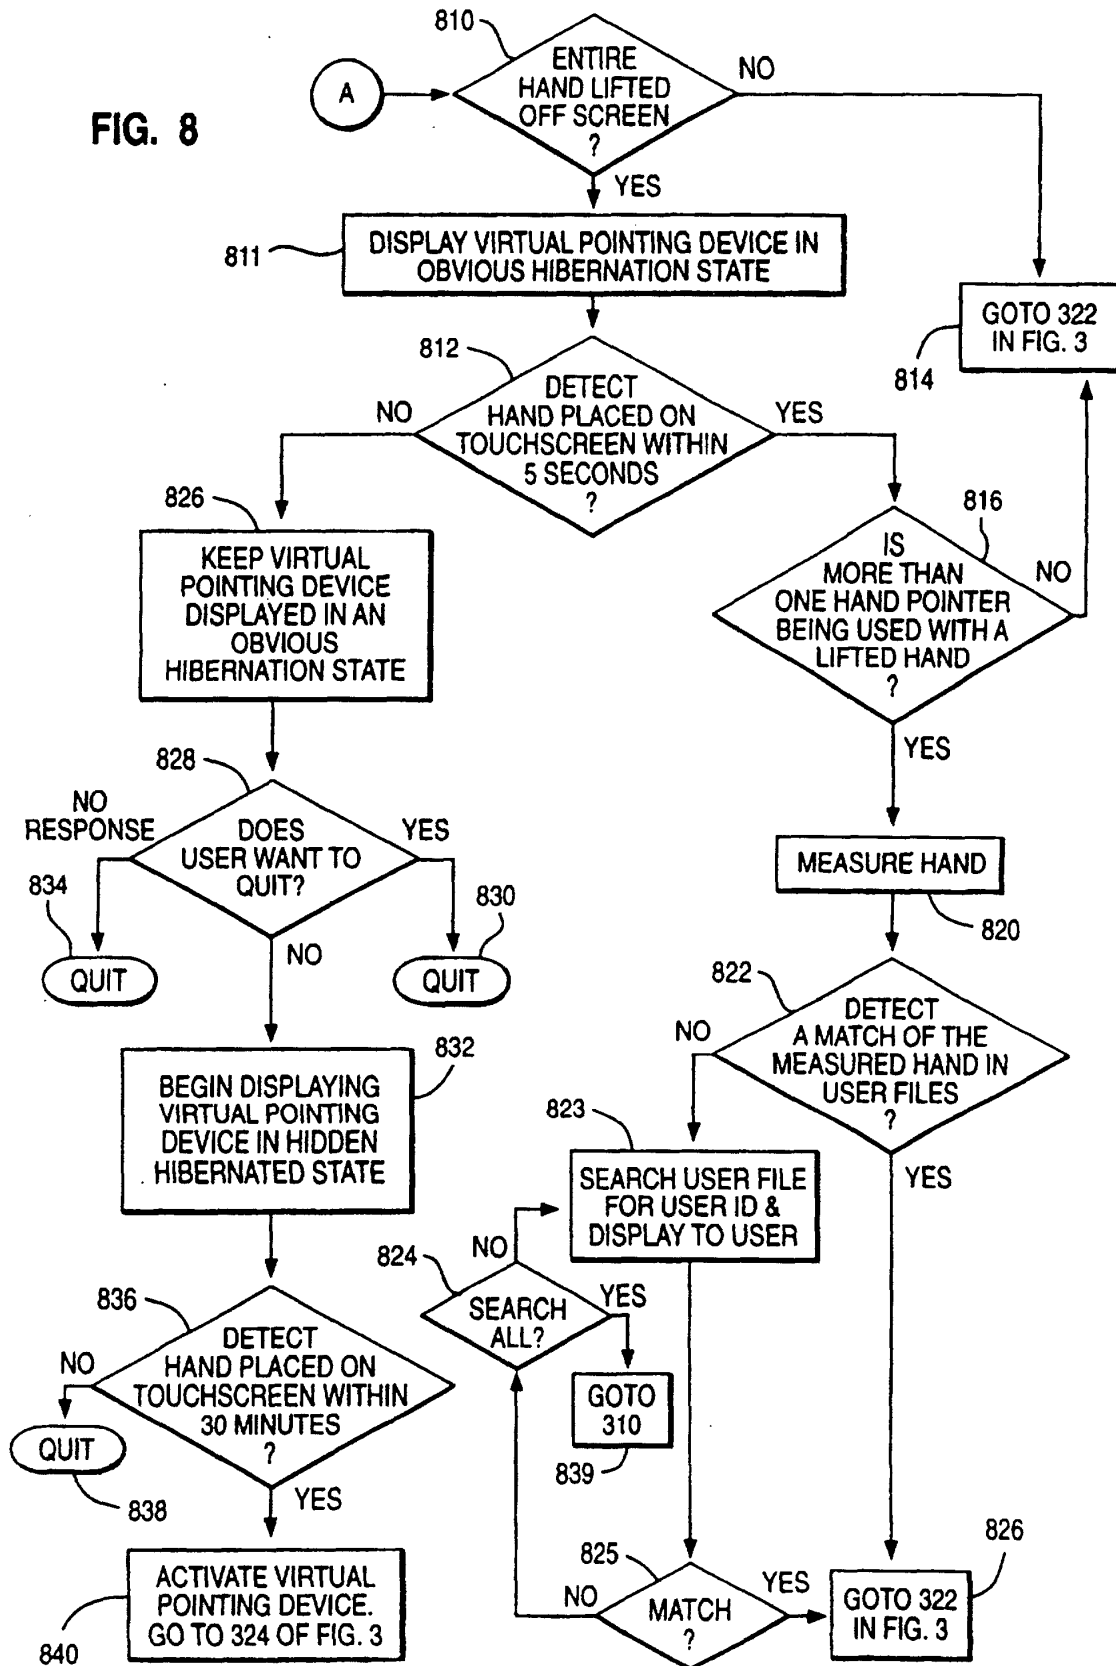 FIG. 8
A
810
ENTIRE
HAND LIFTED
OFF SCREEN
?
NO
YES
811
DISPLAY VIRTUAL POINTING DEVICE IN
OBVIOUS HIBERNATION STATE
GOTO 322
IN FIG. 3
814
812
DETECT
HAND PLACED ON
TOUCHSCREEN WITHIN
5 SECONDS
?
NO
YES
826
KEEP VIRTUAL
POINTING DEVICE
DISPLAYED IN AN
OBVIOUS
HIBERNATION STATE
816
IS
MORE THAN
ONE HAND POINTER
BEING USED WITH A
LIFTED HAND
?
NO
YES
828
DOES
USER WANT TO
QUIT?
NO
RESPONSE
YES
NO
834
QUIT
830
QUIT
MEASURE HAND
820
822
DETECT
A MATCH OF THE
MEASURED HAND IN
USER FILES
?
NO
YES
832
BEGIN DISPLAYING
VIRTUAL POINTING
DEVICE IN HIDDEN
HIBERNATED STATE
823
SEARCH USER FILE
FOR USER ID &
DISPLAY TO USER
824
SEARCH
ALL?
NO
YES
GOTO
310
839
836
DETECT
HAND PLACED ON
TOUCHSCREEN WITHIN
30 MINUTES
?
NO
YES
QUIT
838
840
ACTIVATE VIRTUAL
POINTING DEVICE.
GO TO 324 OF FIG. 3
825
MATCH
?
NO
YES
826
GOTO 322
IN FIG. 3